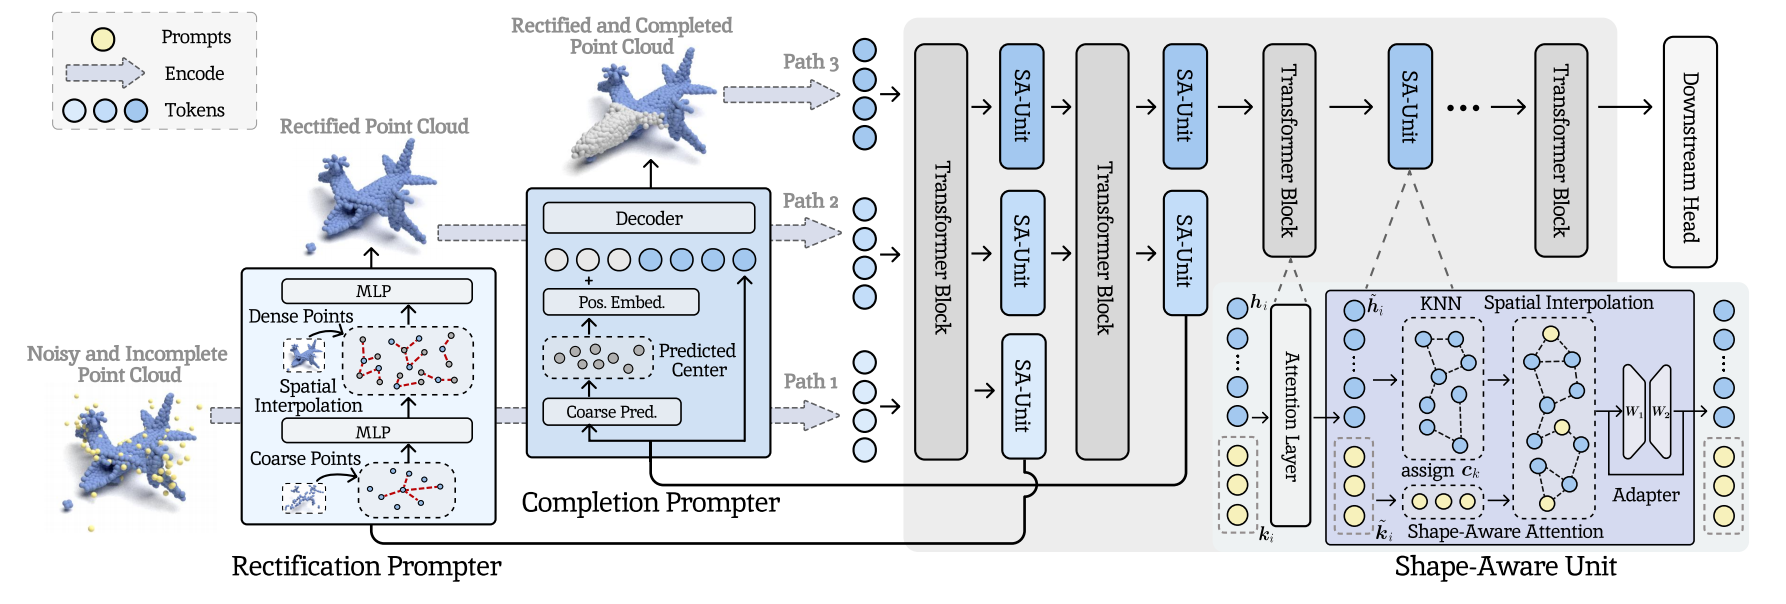 Prompts
Encode
Tokens
Noisy and Incomplete
Point Cloud
Rectified Point Cloud
MLP
Dense Points
Spatial
Interpolation
MLP
Coarse Points
Rectification Prompter
Rectified and Completed
Point Cloud
Decoder
+
Pos. Embed.
Predicted
Center
Coarse Pred.
Completion Prompter
Path 3
Path 2
Path 1
Transformer Block
SA-Unit
SA-Unit
SA-Unit
Transformer Block
SA-Unit
SA-Unit
Transformer Block
SA-Unit
...
Transformer Block
Downstream Head
h_i
k_i
Attention Layer
h̃_i
k̃_i
KNN
Spatial Interpolation
assign c_k
Shape-Aware Attention
W_1
W_2
Adapter
Shape-Aware Unit